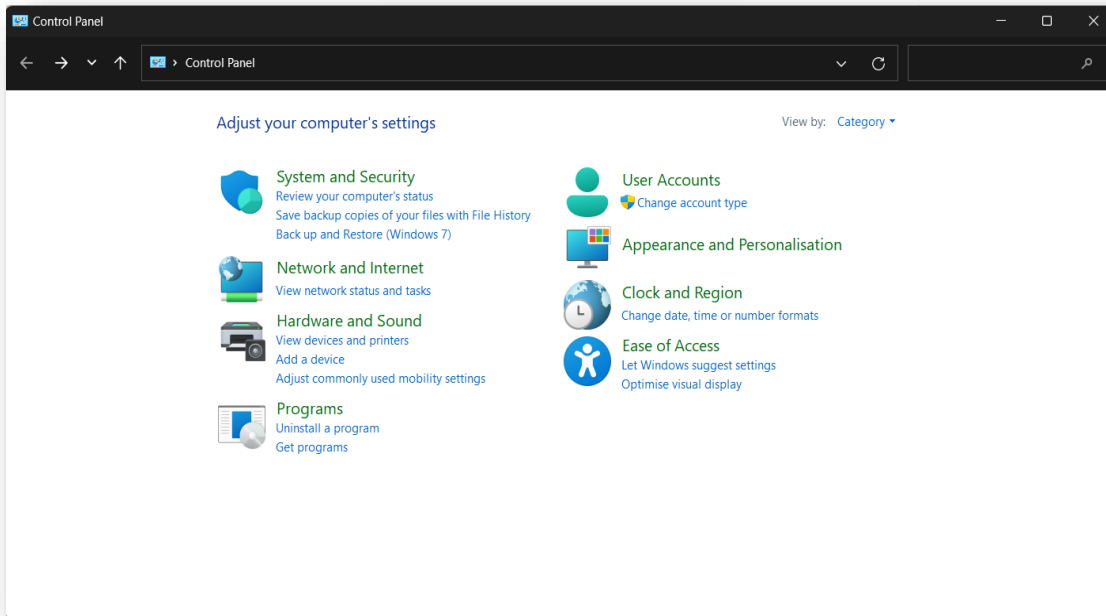 Control Panel
Control Panel
Adjust your computer's settings
View by: Category
System and Security
Review your computer's status
Save backup copies of your files with File History
Back up and Restore (Windows 7)
Network and Internet
View network status and tasks
Hardware and Sound
View devices and printers
Add a device
Adjust commonly used mobility settings
Programs
Uninstall a program
Get programs
User Accounts
Change account type
Appearance and Personalisation
Clock and Region
Change date, time or number formats
Ease of Access
Let Windows suggest settings
Optimise visual display